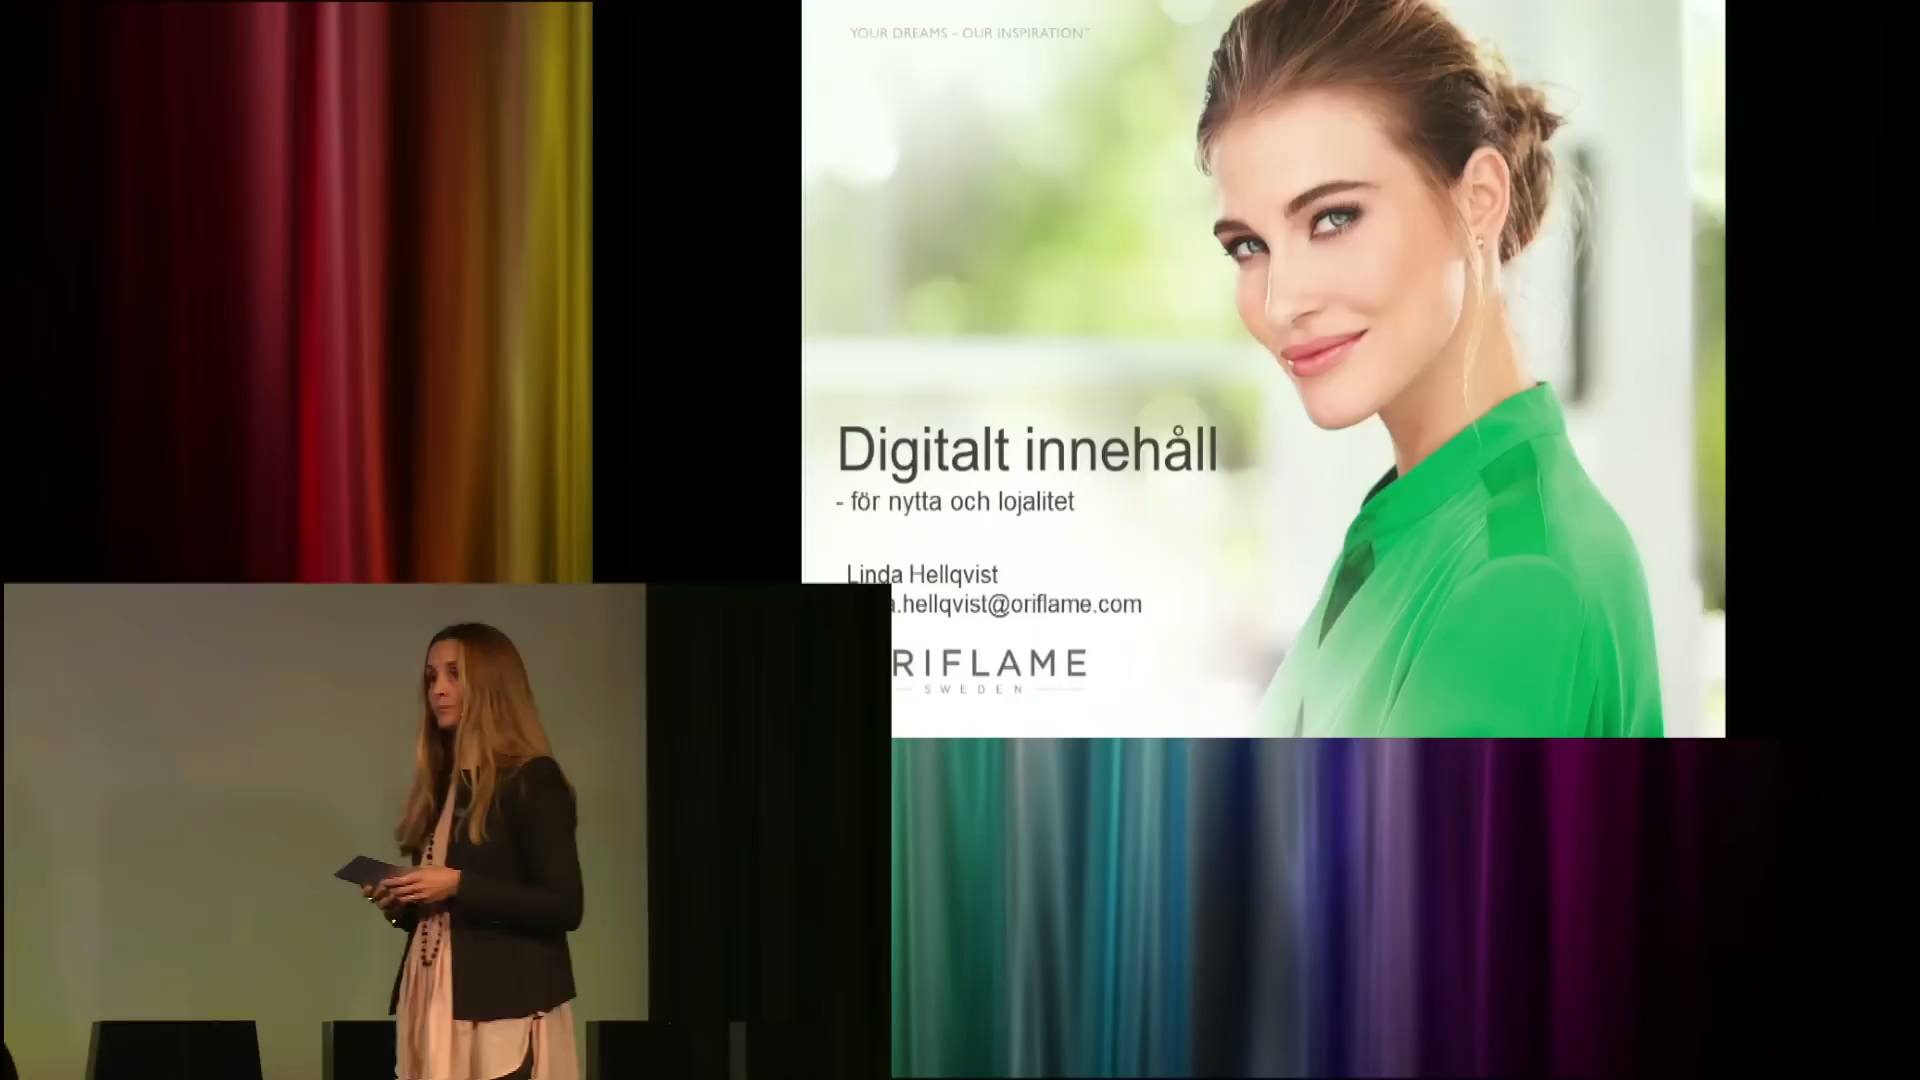 YOUR DREAMS – OUR INSPIRATION™
Digitalt innehåll
- för nytta och lojalitet
Linda Hellqvist
a.hellqvist@oriflame.com
RIFLAME
SWEDEN